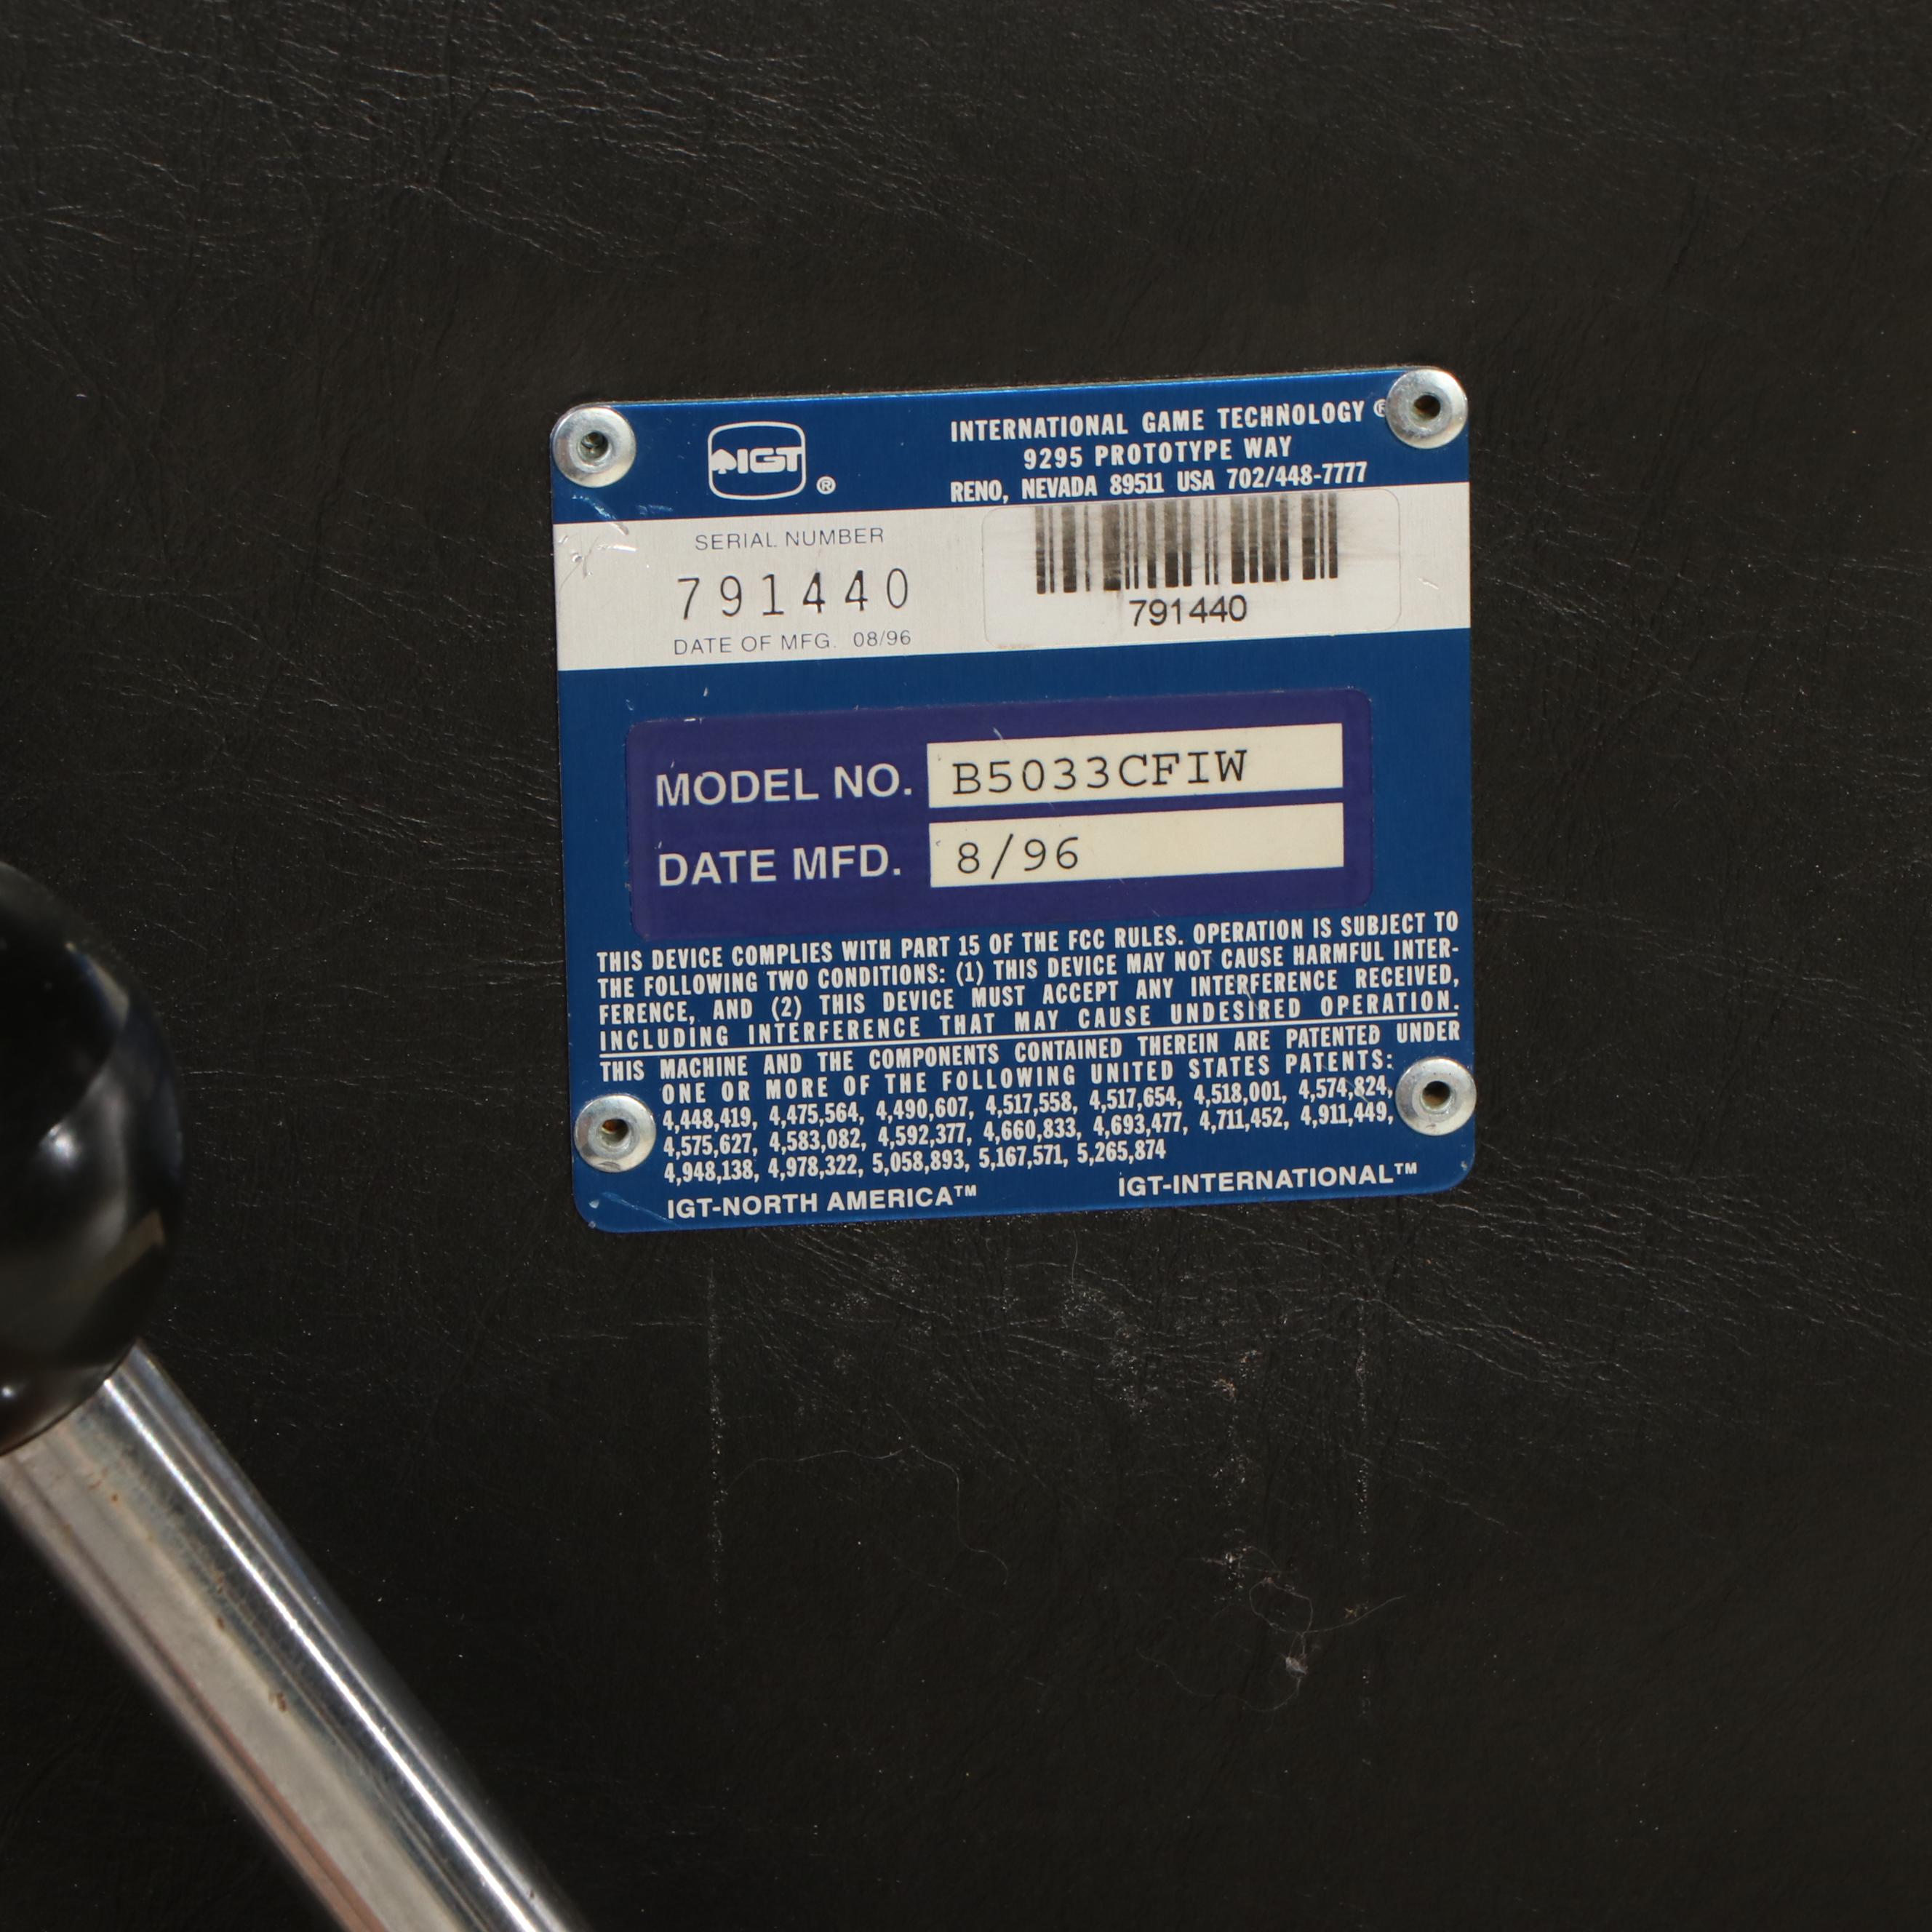 IGT ®
INTERNATIONAL GAME TECHNOLOGY ®
9295 PROTOTYPE WAY
RENO, NEVADA 89511 USA 702/448-7777
SERIAL NUMBER
791440
DATE OF MFG. 08/96
791440
MODEL NO. B5033CFIW
DATE MFD. 8/96
THIS DEVICE COMPLIES WITH PART 15 OF THE FCC RULES. OPERATION IS SUBJECT TO
THE FOLLOWING TWO CONDITIONS: (1) THIS DEVICE MAY NOT CAUSE HARMFUL INTER-
FERENCE, AND (2) THIS DEVICE MUST ACCEPT ANY INTERFERENCE RECEIVED,
INCLUDING INTERFERENCE THAT MAY CAUSE UNDESIRED OPERATION.
THIS MACHINE AND THE COMPONENTS CONTAINED THEREIN ARE PATENTED UNDER
ONE OR MORE OF THE FOLLOWING UNITED STATES PATENTS:
4,448,419, 4,475,564, 4,490,607, 4,517,558, 4,517,654, 4,518,001, 4,574,824,
4,575,627, 4,583,082, 4,592,377, 4,660,833, 4,693,477, 4,711,452, 4,911,449,
4,948,138, 4,978,322, 5,058,893, 5,167,571, 5,265,874
IGT-NORTH AMERICA™ IGT-INTERNATIONAL™